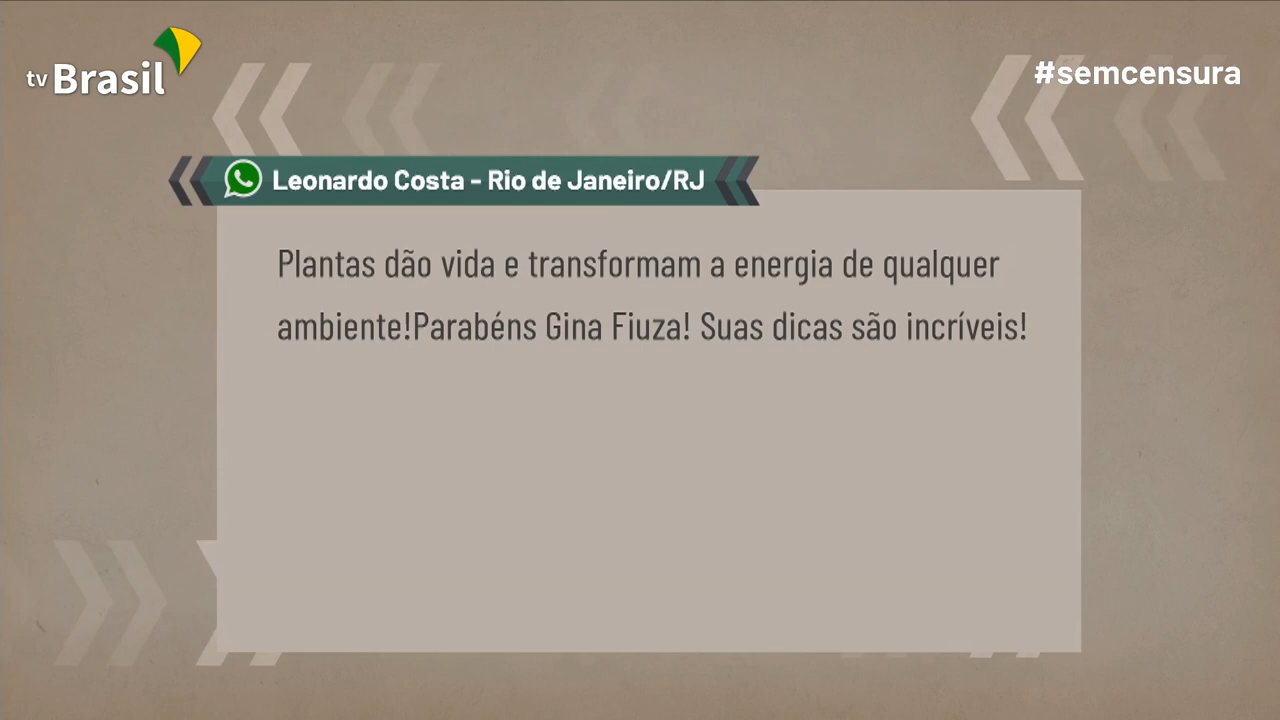 tv Brasil
#semcensura
Leonardo Costa - Rio de Janeiro/RJ
Plantas dão vida e transformam a energia de qualquer
ambiente!Parabéns Gina Fiuza! Suas dicas são incríveis!